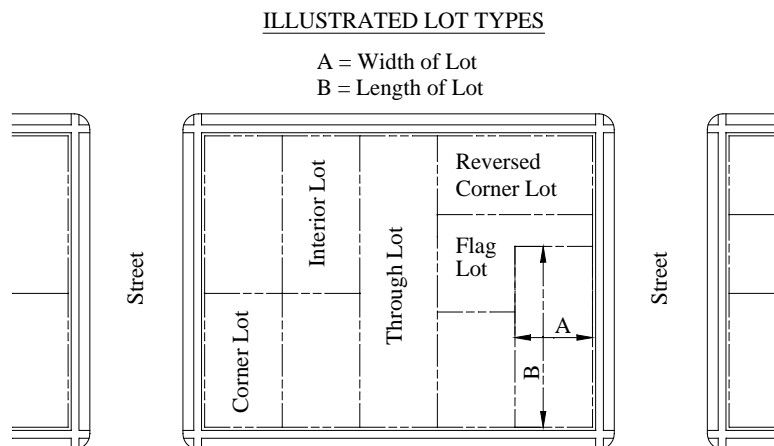 ILLUSTRATED LOT TYPES
A = Width of Lot
B = Length of Lot
Street
Corner Lot
Interior Lot
Through Lot
Reversed
Corner Lot
Flag
Lot
A
B
Street